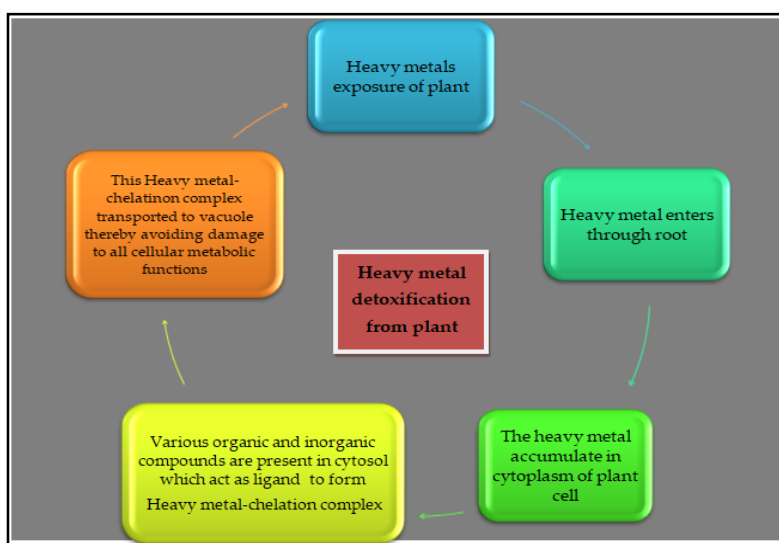 Heavy metals
exposure of plant
Heavy metal enters
through root
The heavy metal
accumulate in
cytoplasm of plant
cell
Various organic and inorganic
compounds are present in cytosol
which act as ligand to form
Heavy metal-chelation complex
This Heavy metal-
chelatinon complex
transported to vacuole
thereby avoiding damage
to all cellular metabolic
functions
Heavy metal
detoxification
from plant